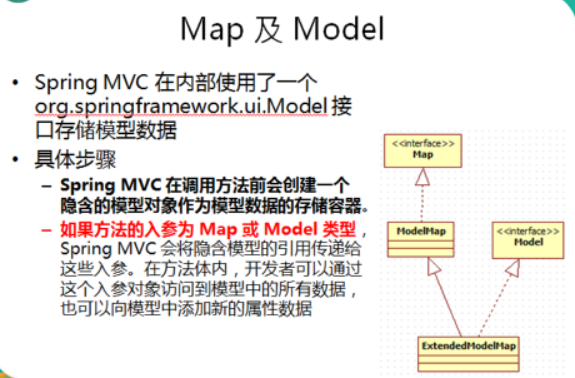 Map 及 Model
• Spring MVC 在内部使用了一个
org.springframework.ui.Model 接
口存储模型数据
• 具体步骤
– Spring MVC 在调用方法前会创建一个
隐含的模型对象作为模型数据的存储容器。
– 如果方法的入参为 Map 或 Model 类型，
Spring MVC 会将隐含模型的引用传递给
这些入参。在方法体内，开发者可以通过
这个入参对象访问到模型中的所有数据，
也可以向模型中添加新的属性数据
<<interface>>
Map
ModelMap
<<interface>>
Model
ExtendedModelMap